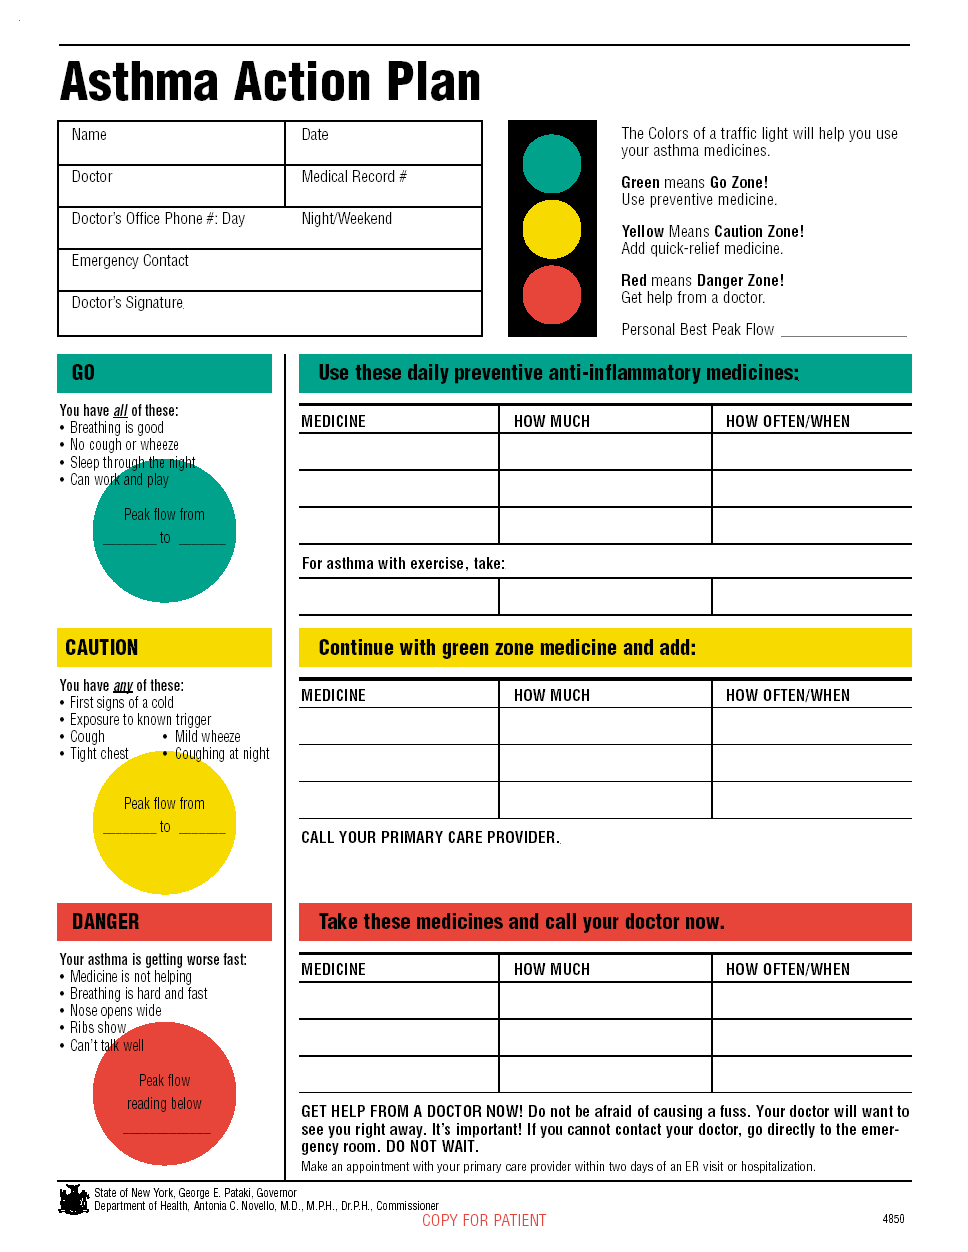 Asthma Action Plan
Name
Date
Doctor
Medical Record #
Doctor's Office Phone #: Day
Night/Weekend
Emergency Contact
Doctor's Signature
The Colors of a traffic light will help you use
your asthma medicines.
Green means Go Zone!
Use preventive medicine.
Yellow Means Caution Zone!
Add quick-relief medicine.
Red means Danger Zone!
Get help from a doctor.
Personal Best Peak Flow _______________
GO
You have all of these:
• Breathing is good
• No cough or wheeze
• Sleep through the night
• Can work and play
Peak flow from
________ to _______
Use these daily preventive anti-inflammatory medicines:
MEDICINE HOW MUCH HOW OFTEN/WHEN
For asthma with exercise, take:
CAUTION
You have any of these:
• First signs of a cold
• Exposure to known trigger
• Cough • Mild wheeze
• Tight chest • Coughing at night
Peak flow from
________ to _______
Continue with green zone medicine and add:
MEDICINE HOW MUCH HOW OFTEN/WHEN
CALL YOUR PRIMARY CARE PROVIDER.
DANGER
Your asthma is getting worse fast:
• Medicine is not helping
• Breathing is hard and fast
• Nose opens wide
• Ribs show
• Can't talk well
Peak flow
reading below
_____________
Take these medicines and call your doctor now.
MEDICINE HOW MUCH HOW OFTEN/WHEN
GET HELP FROM A DOCTOR NOW! Do not be afraid of causing a fuss. Your doctor will want to
see you right away. It's important! If you cannot contact your doctor, go directly to the emer-
gency room. DO NOT WAIT.
Make an appointment with your primary care provider within two days of an ER visit or hospitalization.
State of New York, George E. Pataki, Governor
Department of Health, Antonia C. Novello, M.D., M.P.H., Dr.P.H., Commissioner
COPY FOR PATIENT
4850